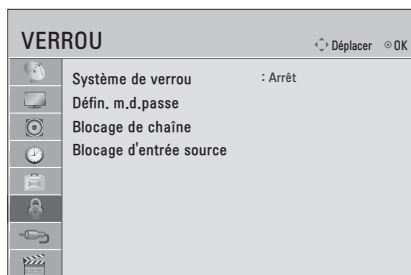 VERROU
Déplacer OK
Système de verrou : Arrêt
Défin. m.d.passe
Blocage de chaîne
Blocage d'entrée source